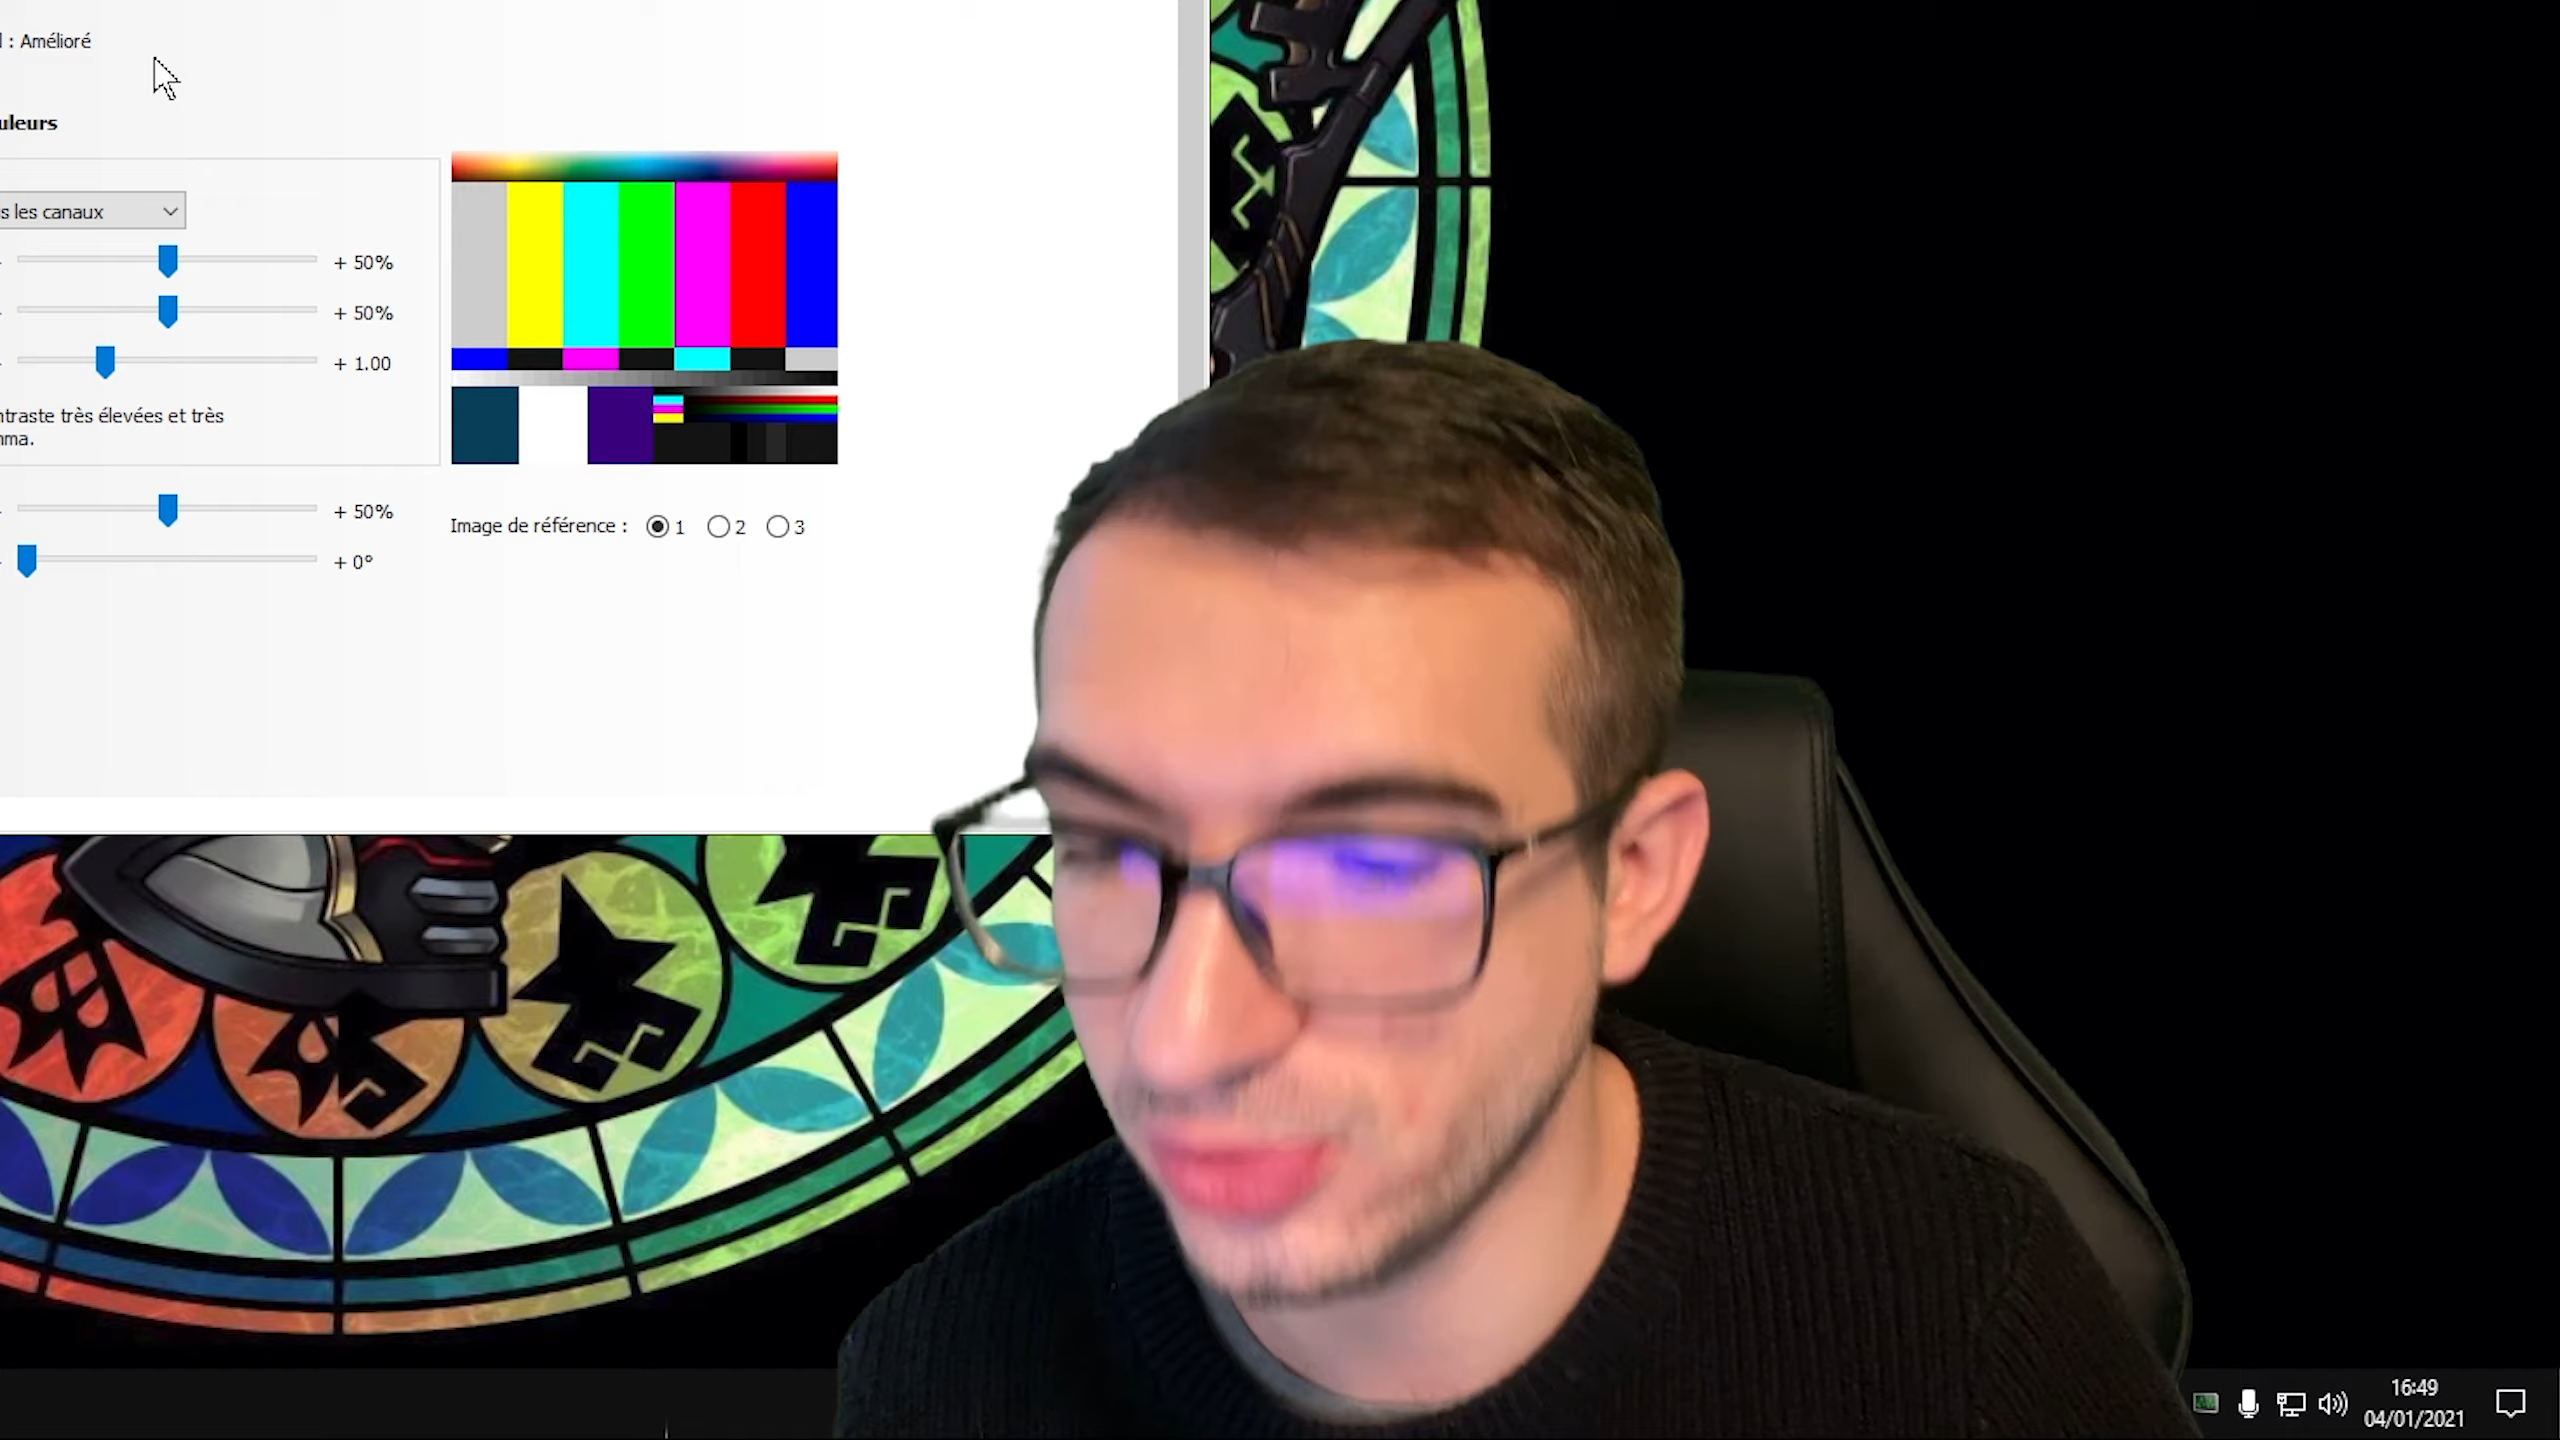 : Amélioré
uleurs
s les canaux
+ 50%
+ 50%
+ 1.00
ntraste très élevées et très
nma.
+ 50%
Image de référence : 1 2 3
+ 0°
16:49
04/01/2021